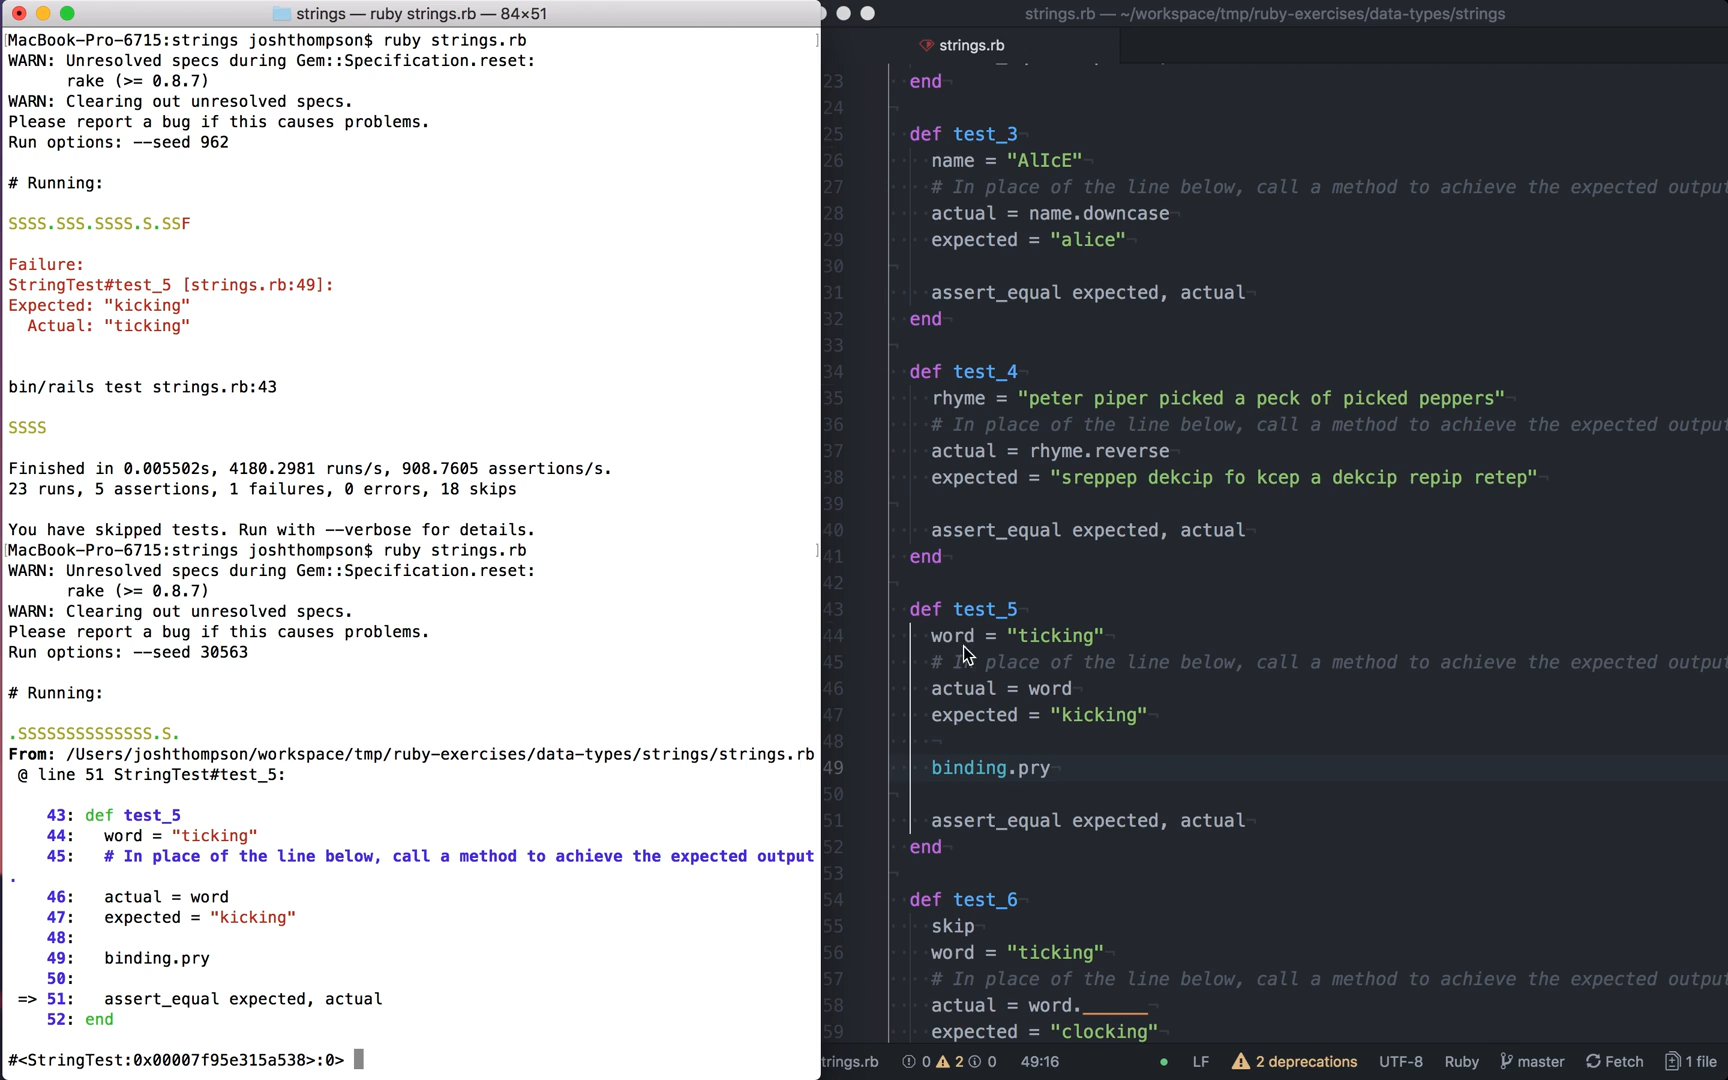 strings — ruby strings.rb — 84×51
MacBook-Pro-6715:strings joshthompson$ ruby strings.rb
WARN: Unresolved specs during Gem::Specification.reset:
rake (>= 0.8.7)
WARN: Clearing out unresolved specs.
Please report a bug if this causes problems.
Run options: --seed 962
# Running:
SSSS.SSS.SSSS.S.SSF
Failure:
StringTest#test_5 [strings.rb:49]:
Expected: "kicking"
Actual: "ticking"
bin/rails test strings.rb:43
SSSS
Finished in 0.005502s, 4180.2981 runs/s, 908.7605 assertions/s.
23 runs, 5 assertions, 1 failures, 0 errors, 18 skips
You have skipped tests. Run with --verbose for details.
MacBook-Pro-6715:strings joshthompson$ ruby strings.rb
WARN: Unresolved specs during Gem::Specification.reset:
rake (>= 0.8.7)
WARN: Clearing out unresolved specs.
Please report a bug if this causes problems.
Run options: --seed 30563
# Running:
.SSSSSSSSSSSSSS.S.
From: /Users/joshthompson/workspace/tmp/ruby-exercises/data-types/strings/strings.rb
@ line 51 StringTest#test_5:
43: def test_5
44: word = "ticking"
45: # In place of the line below, call a method to achieve the expected output
.
46: actual = word
47: expected = "kicking"
48:
49: binding.pry
50:
=> 51: assert_equal expected, actual
52: end
#<StringTest:0x00007f95e315a538>:0>
strings.rb — ~/workspace/tmp/ruby-exercises/data-types/strings
strings.rb
23 end
24
25 def test_3
26 name = "AlIcE"
27 # In place of the line below, call a method to achieve the expected output
28 actual = name.downcase
29 expected = "alice"
30
31 assert_equal expected, actual
32 end
33
34 def test_4
35 rhyme = "peter piper picked a peck of picked peppers"
36 # In place of the line below, call a method to achieve the expected output
37 actual = rhyme.reverse
38 expected = "sreppep dekcip fo kcep a dekcip repip retep"
39
40 assert_equal expected, actual
41 end
42
43 def test_5
44 word = "ticking"
45 # In place of the line below, call a method to achieve the expected output
46 actual = word
47 expected = "kicking"
48
49 binding.pry
50
51 assert_equal expected, actual
52 end
53
54 def test_6
55 skip
56 word = "ticking"
57 # In place of the line below, call a method to achieve the expected output
58 actual = word.______
59 expected = "clocking"
trings.rb 0 2 0 49:16 LF 2 deprecations UTF-8 Ruby master Fetch 1 file